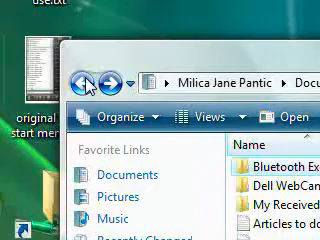 use.txt
original
start men
Milica Jane Pantic
Docu
Organize
Views
Open
Favorite Links
Name
Documents
Bluetooth Ex
Dell WebCam
Pictures
My Received
Music
Articles to do
Recently Changed